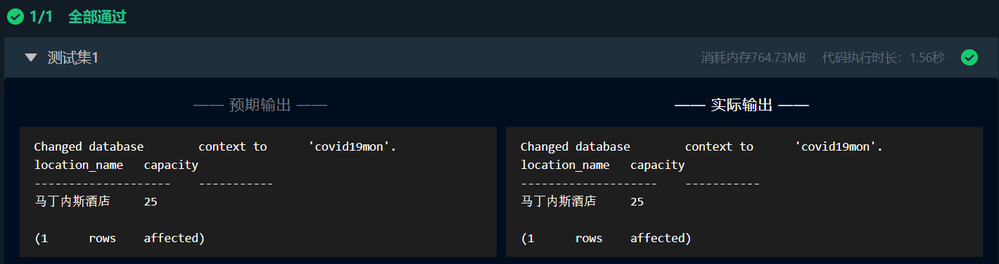 1/1 全部通过
测试集1 消耗内存764.73MB 代码执行时长：1.56秒
—— 预期输出 ——
Changed database context to 'covid19mon'.
location_name capacity
-------------------- -----------
马丁内斯酒店 25
(1 rows affected)
—— 实际输出 ——
Changed database context to 'covid19mon'.
location_name capacity
-------------------- -----------
马丁内斯酒店 25
(1 rows affected)